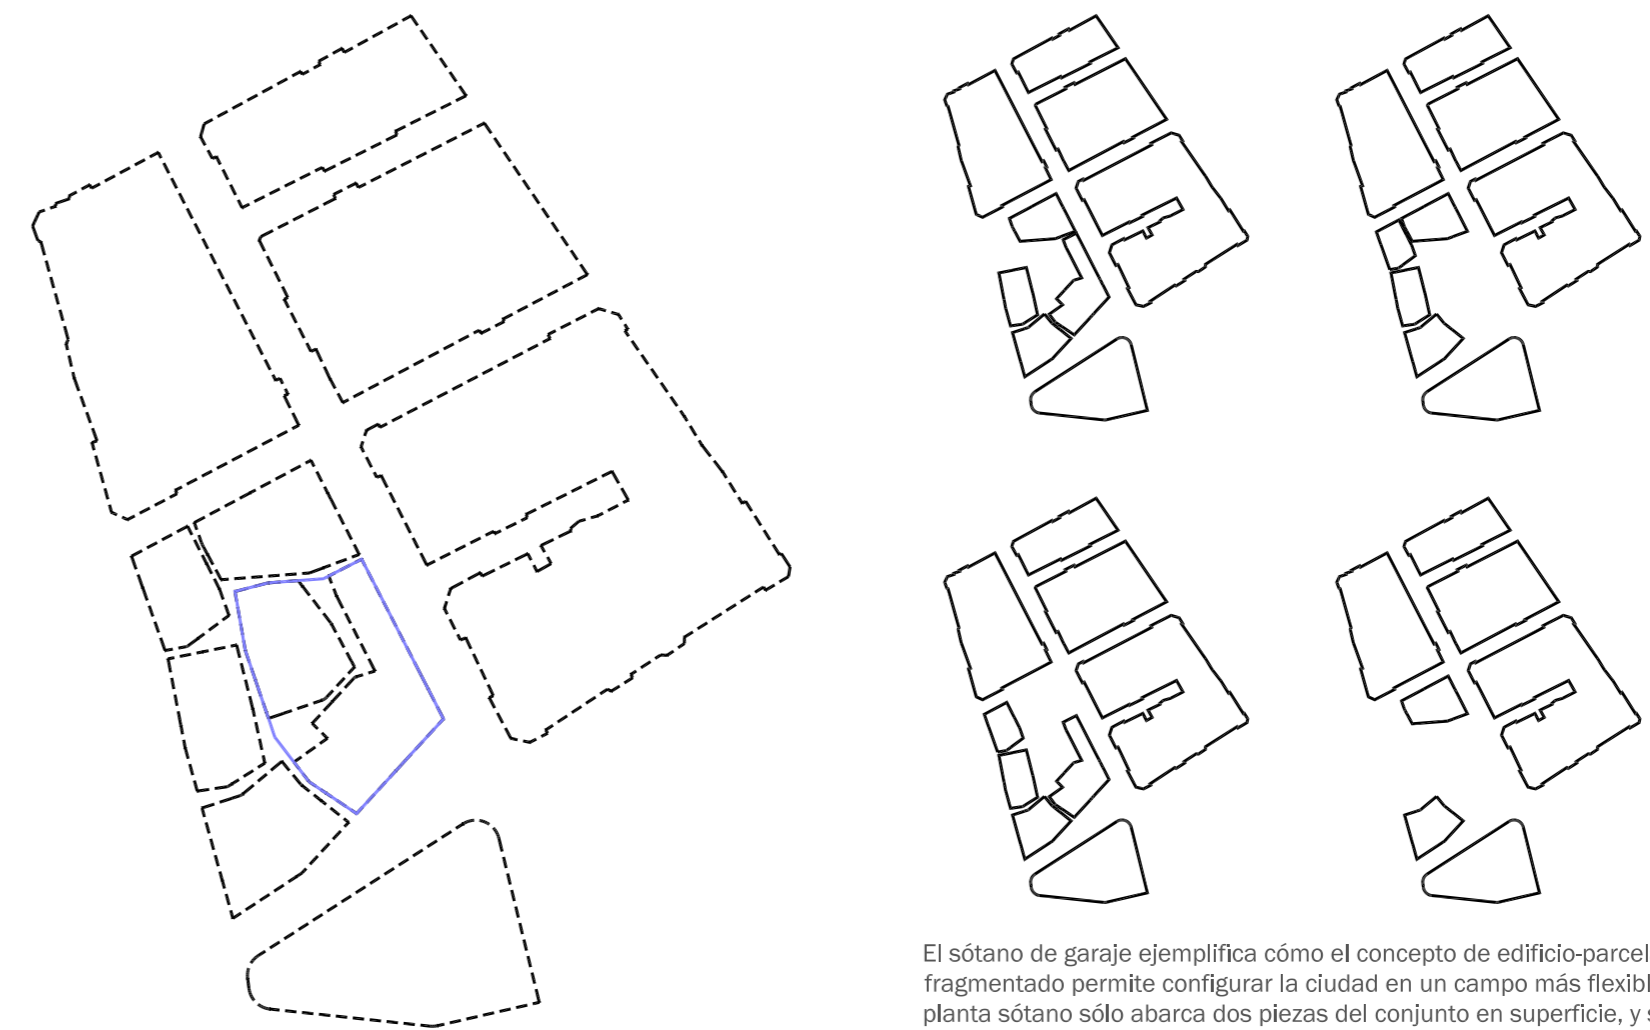 El sótano de garaje ejemplifica cómo el concepto de edificio-parcel
fragmentado permite configurar la ciudad en un campo más flexibl
planta sótano sólo abarca dos piezas del conjunto en superficie, y s